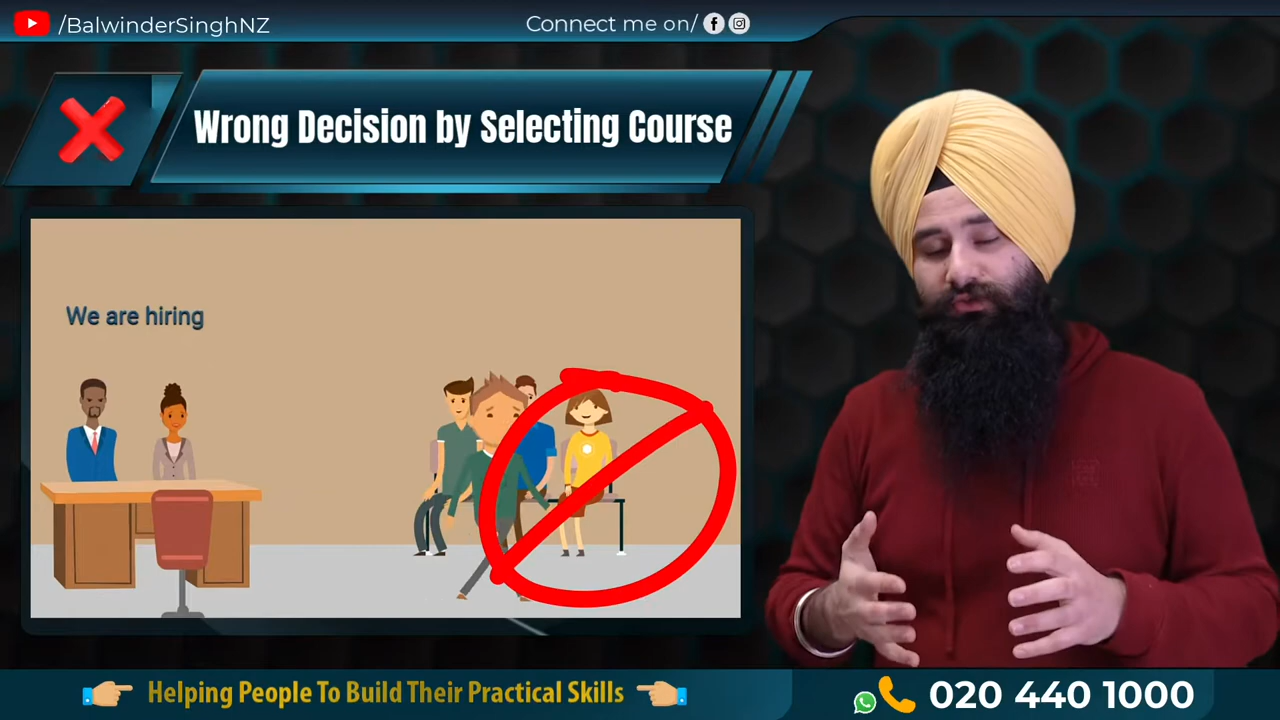 /BalwinderSinghNZ
Connect me on/
Wrong Decision by Selecting Course
We are hiring
Helping People To Build Their Practical Skills
020 440 1000